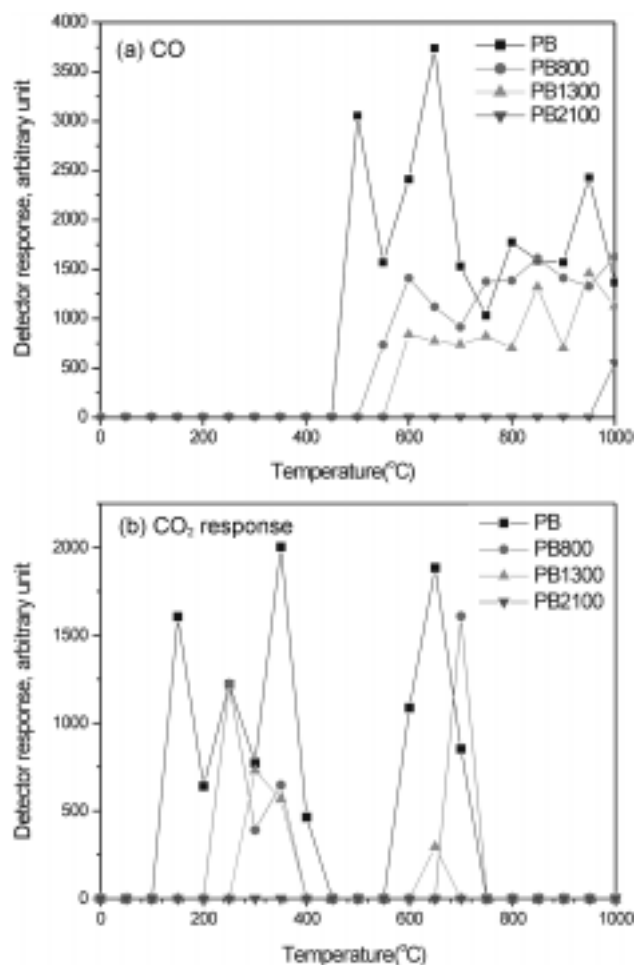 (a) CO
PB
PB800
PB1300
PB2100
Detector response, arbitrary unit
4000
3500
3000
2500
2000
1500
1000
500
0
0 200 400 600 800 1000
Temperature(°C)
(b) CO₂ response
PB
PB800
PB1300
PB2100
Detector response, arbitrary unit
2000
1500
1000
500
0
0 200 400 600 800 1000
Temperature(°C)